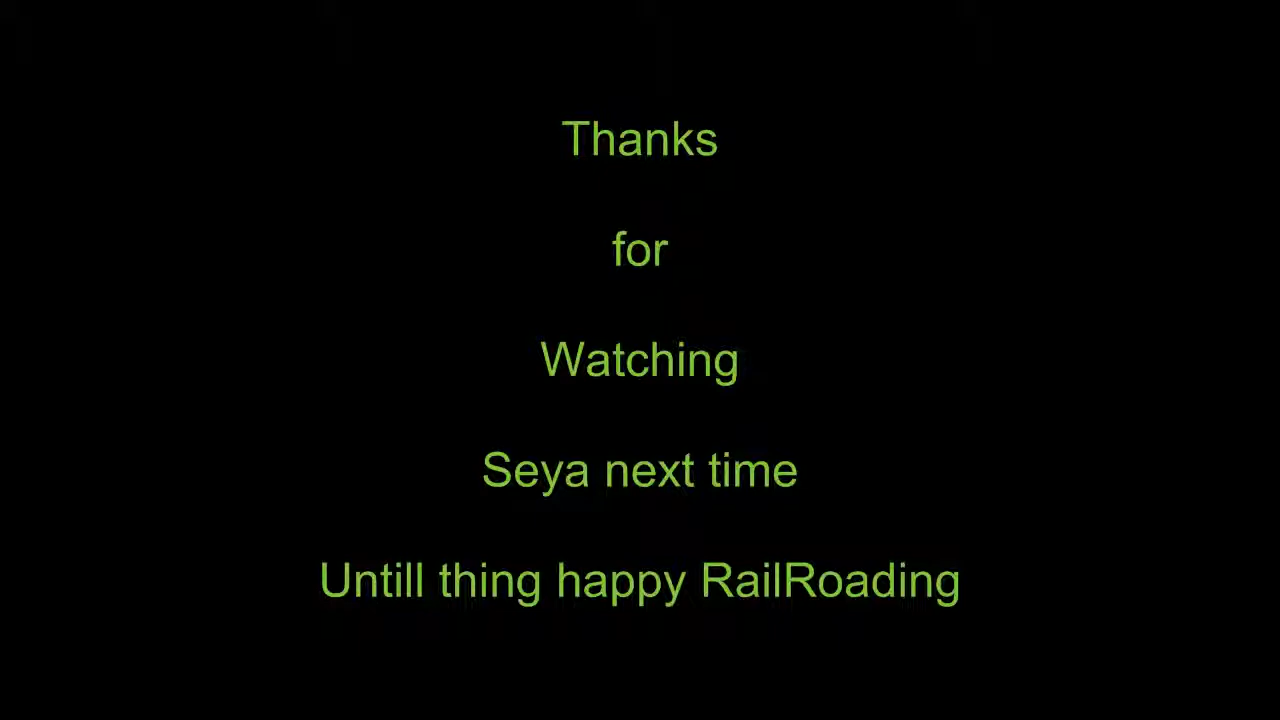 Thanks
for
Watching
Seya next time
Untill thing happy RailRoading